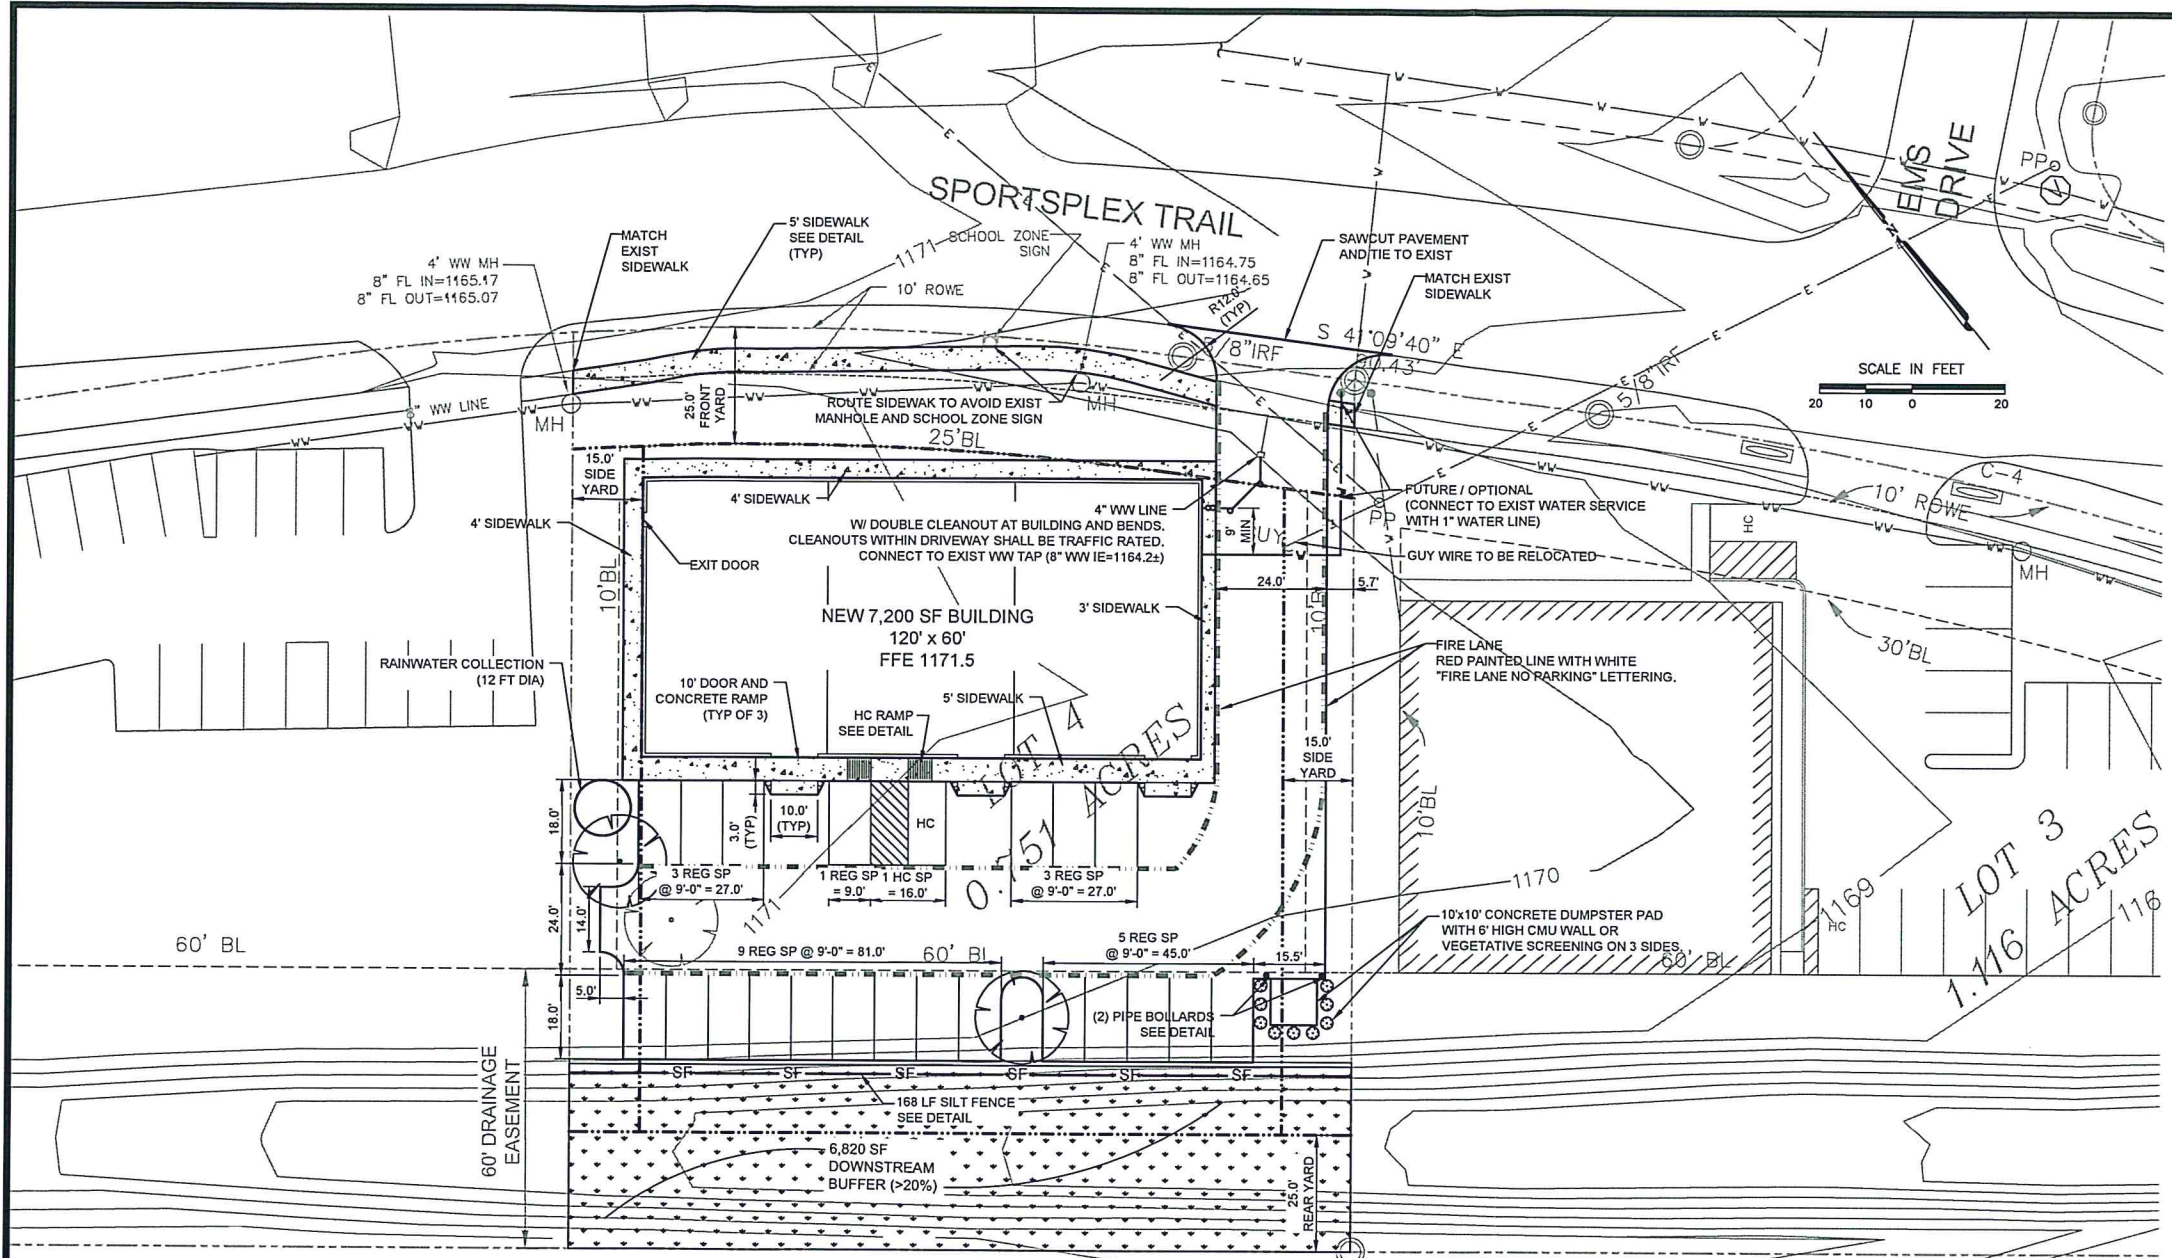 SPORTSPLEX TRAIL
EMS
DRIVE
PP
MATCH
EXIST
SIDEWALK
5' SIDEWALK
SEE DETAIL
(TYP)
1171
SCHOOL ZONE
SIGN
4' WW MH
8" FL IN=1165.17
8" FL OUT=1165.07
4' WW MH
8" FL IN=1164.75
8" FL OUT=1164.65
10' ROWE
R12.0'
(TYP)
SAWCUT PAVEMENT
AND TIE TO EXIST
MATCH EXIST
SIDEWALK
S 41°09'40" E
5/8"IRF
SCALE IN FEET
20 10 0 20
WW LINE
MH
25.0'
FRONT
YARD
ROUTE SIDEWAK TO AVOID EXIST
MANHOLE AND SCHOOL ZONE SIGN
MH
25'BL
15.0'
SIDE
YARD
4' SIDEWALK
4' SIDEWALK
4" WW LINE
W/ DOUBLE CLEANOUT AT BUILDING AND BENDS.
CLEANOUTS WITHIN DRIVEWAY SHALL BE TRAFFIC RATED.
CONNECT TO EXIST WW TAP (8" WW IE=1164.2±)
9'
MIN
PP
FUTURE / OPTIONAL
(CONNECT TO EXIST WATER SERVICE
WITH 1" WATER LINE)
GUY WIRE TO BE RELOCATED
C-4
10' ROWE
HC
MH
EXIT DOOR
10'BL
24.0'
5.7'
3' SIDEWALK
NEW 7,200 SF BUILDING
120' x 60'
FFE 1171.5
30'BL
FIRE LANE
RED PAINTED LINE WITH WHITE
"FIRE LANE NO PARKING" LETTERING.
RAINWATER COLLECTION
(12 FT DIA)
10' DOOR AND
CONCRETE RAMP
(TYP OF 3)
HC RAMP
SEE DETAIL
5' SIDEWALK
LOT 4
0.751 ACRES
15.0'
SIDE
YARD
10'BL
18.0'
3.0'
(TYP)
10.0'
(TYP)
HC
LOT 3
1.116 ACRES
3 REG SP
@ 9'-0" = 27.0'
1 REG SP
= 9.0'
1 HC SP
= 16.0'
3 REG SP
@ 9'-0" = 27.0'
1171
1170
1169
HC
116
24.0'
14.0'
10'x10' CONCRETE DUMPSTER PAD
WITH 6' HIGH CMU WALL OR
VEGETATIVE SCREENING ON 3 SIDES.
60' BL
9 REG SP @ 9'-0" = 81.0'
60' BL
5 REG SP
@ 9'-0" = 45.0'
15.5'
60' BL
5.0'
18.0'
(2) PIPE BOLLARDS
SEE DETAIL
60' DRAINAGE
EASEMENT
SF SF SF SF SF SF
168 LF SILT FENCE
SEE DETAIL
6,820 SF
DOWNSTREAM
BUFFER (>20%)
25.0'
REAR YARD